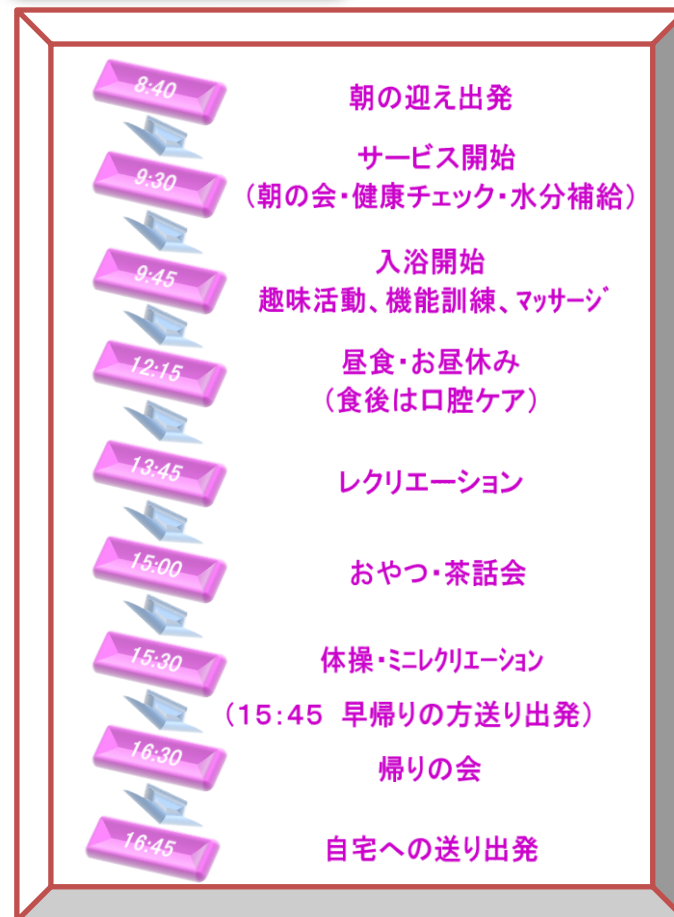 8:40
朝の迎え出発
9:30
サービス開始
（朝の会・健康チェック・水分補給）
9:45
入浴開始
趣味活動、機能訓練、ﾏｯｻｰｼﾞ
12:15
昼食・お昼休み
（食後は口腔ケア）
13:45
レクリエーション
15:00
おやつ・茶話会
15:30
体操・ﾐﾆﾚｸﾘｴｰｼｮﾝ
（15:45 早帰りの方送り出発）
16:30
帰りの会
16:45
自宅への送り出発